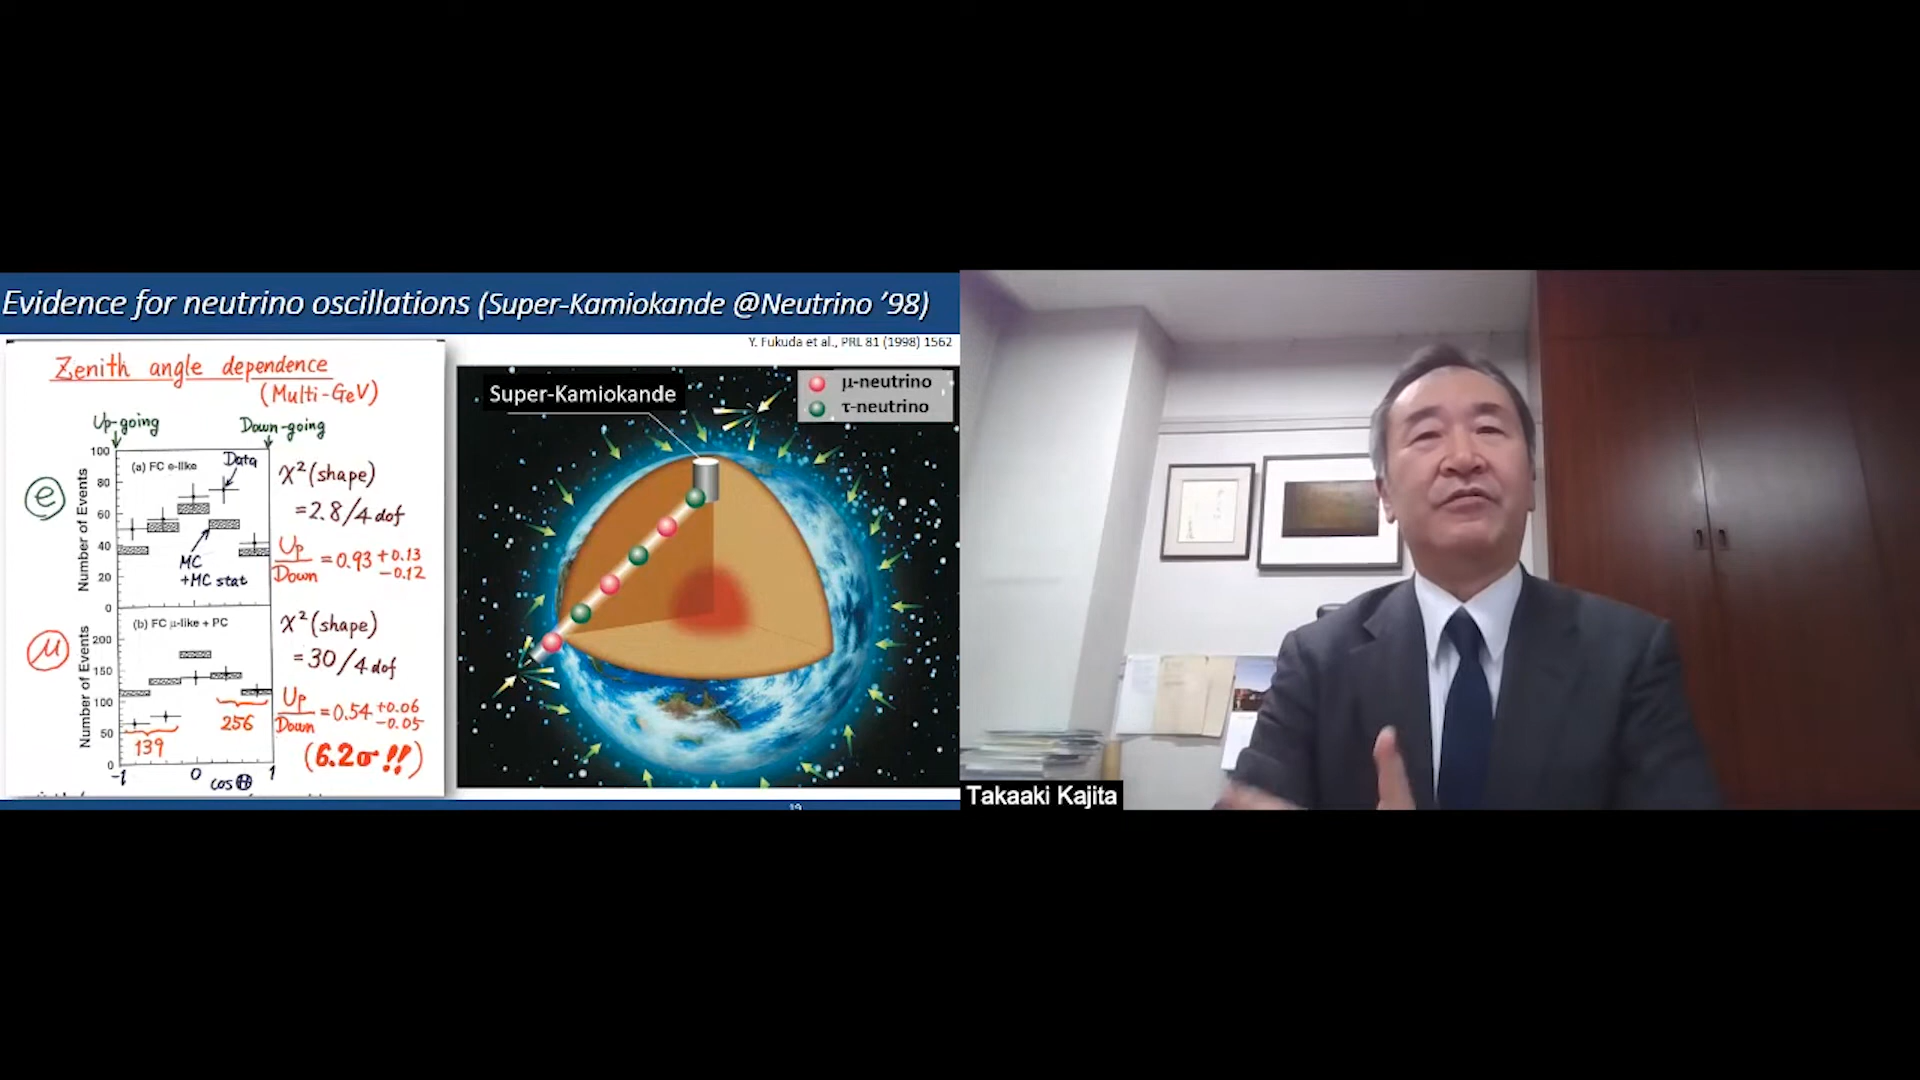 Evidence for neutrino oscillations (Super-Kamiokande @Neutrino ’98)
Y. Fukuda et al., PRL 81 (1998) 1562
Zenith angle dependence
(Multi-GeV)
Up-going
Down-going
100
80
60
40
20
0
Number of Events
(a) FC e-like
Data
MC
+MC stat
e
χ²(shape)
=2.8/4 dof
Up/Down = 0.93 +0.13 -0.12
200
150
100
50
0
Number of Events
(b) FC μ-like + PC
μ
139
256
-1
0
1
cosΘ
χ²(shape)
=30/4 dof
Up/Down = 0.54 +0.06 -0.05
(6.2σ!!)
Super-Kamiokande
μ-neutrino
τ-neutrino
19
Takaaki Kajita